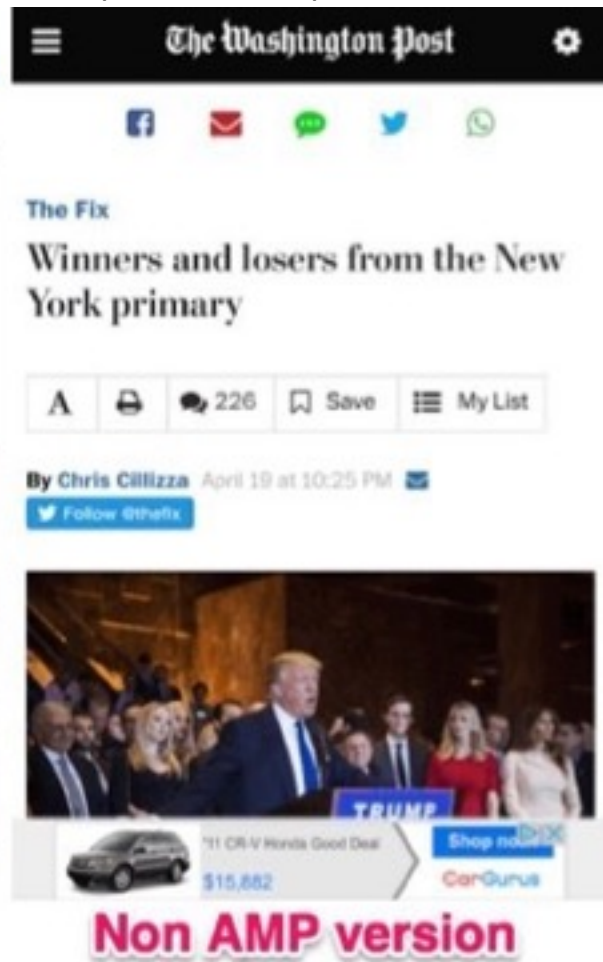 The Washington Post
The Fix
Winners and losers from the New
York primary
A 226 Save My List
By Chris Cillizza April 19 at 10:25 PM
Follow @thefix
TRUMP
'11 CR-V Honda Good Deal
$15,682
Shop now
CarGurus
Non AMP version